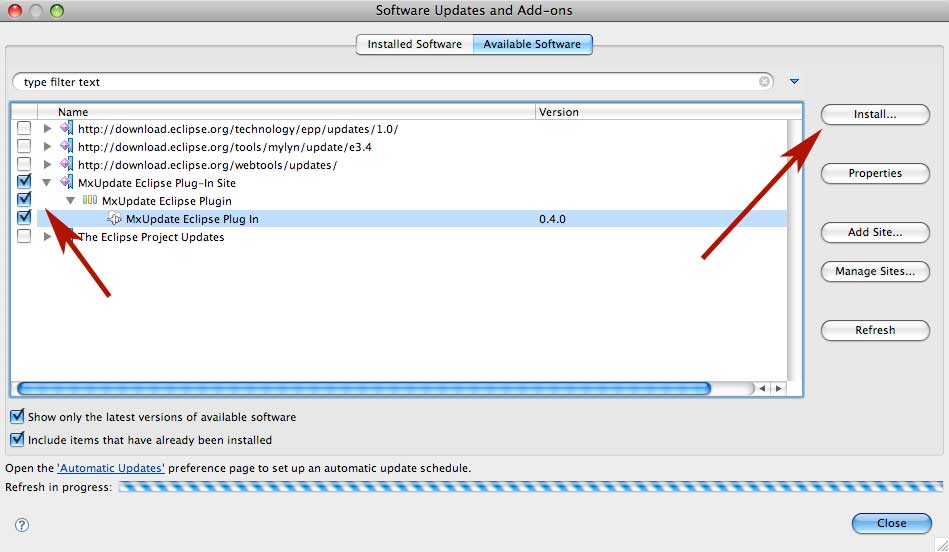 Software Updates and Add-ons
Installed Software Available Software
type filter text
Name Version
http://download.eclipse.org/technology/epp/updates/1.0/
http://download.eclipse.org/tools/mylyn/update/e3.4
http://download.eclipse.org/webtools/updates/
MxUpdate Eclipse Plug-In Site
MxUpdate Eclipse Plugin
MxUpdate Eclipse Plug In 0.4.0
The Eclipse Project Updates
Install...
Properties
Add Site...
Manage Sites...
Refresh
Show only the latest versions of available software
Include items that have already been installed
Open the 'Automatic Updates' preference page to set up an automatic update schedule.
Refresh in progress:
?
Close